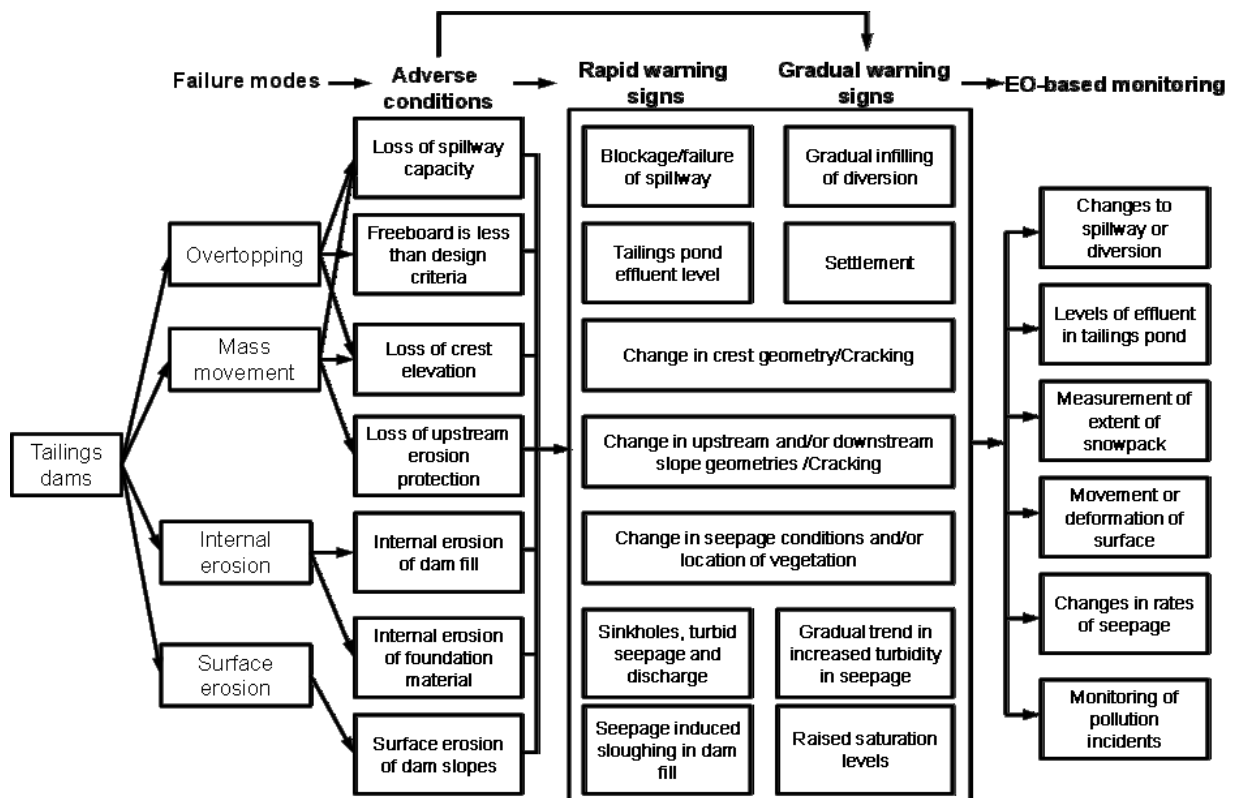 Failure modes
Adverse
conditions
Rapid warning
signs
Gradual warning
signs
EO-based monitoring
Tailings
dams
Overtopping
Mass
movement
Internal
erosion
Surface
erosion
Loss of spillway
capacity
Freeboard is less
than design
criteria
Loss of crest
elevation
Loss of upstream
erosion
protection
Internal erosion
of dam fill
Internal erosion
of foundation
material
Surface erosion
of dam slopes
Blockage/failure
of spillway
Gradual infilling
of diversion
Tailings pond
effluent level
Settlement
Change in crest geometry/Cracking
Change in upstream and/or downstream
slope geometries /Cracking
Change in seepage conditions and/or
location of vegetation
Sinkholes, turbid
seepage and
discharge
Gradual trend in
increased turbidity
in seepage
Seepage induced
sloughing in dam
fill
Raised saturation
levels
Changes to
spillway or
diversion
Levels of effluent
in tailings pond
Measurement of
extent of
snowpack
Movement or
deformation of
surface
Changes in rates
of seepage
Monitoring of
pollution
incidents